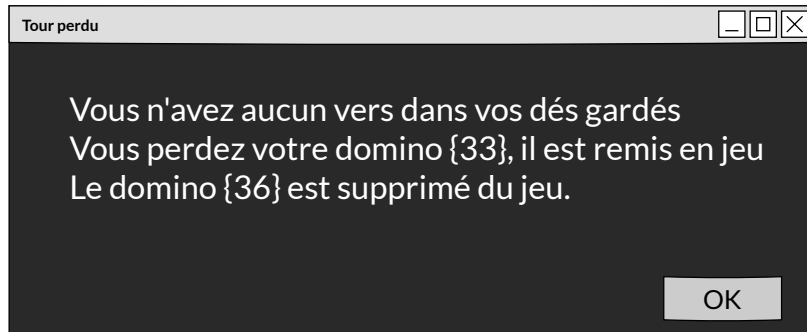 Tour perdu
Vous n'avez aucun vers dans vos dés gardés
Vous perdez votre domino {33}, il est remis en jeu
Le domino {36} est supprimé du jeu.
OK